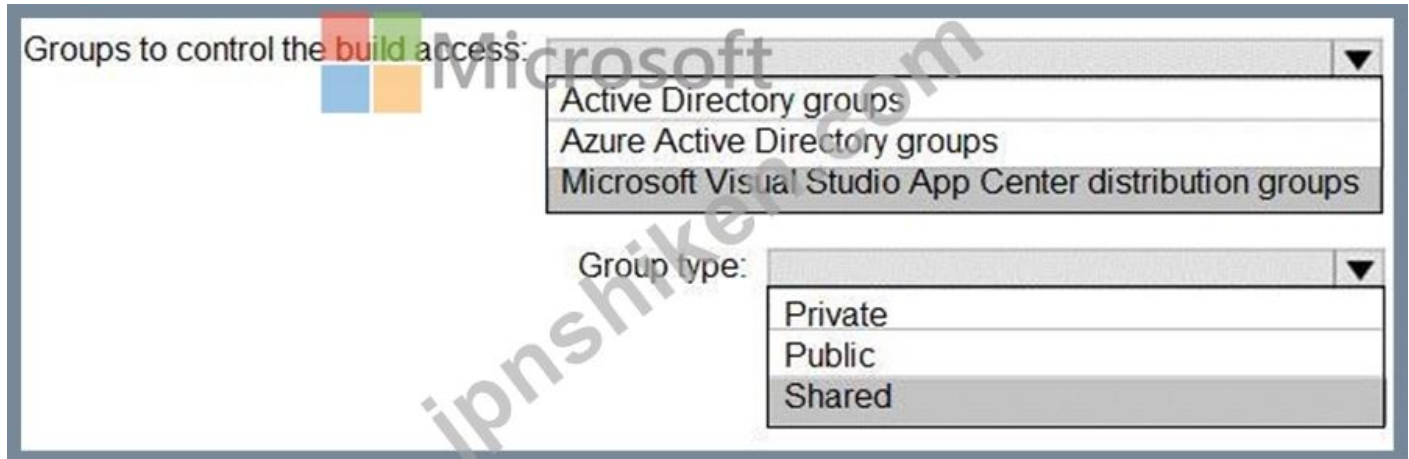 Groups to control the build access:
Microsoft
Active Directory groups
Azure Active Directory groups
Microsoft Visual Studio App Center distribution groups
Group type:
Private
Public
Shared
jpnshiken.com